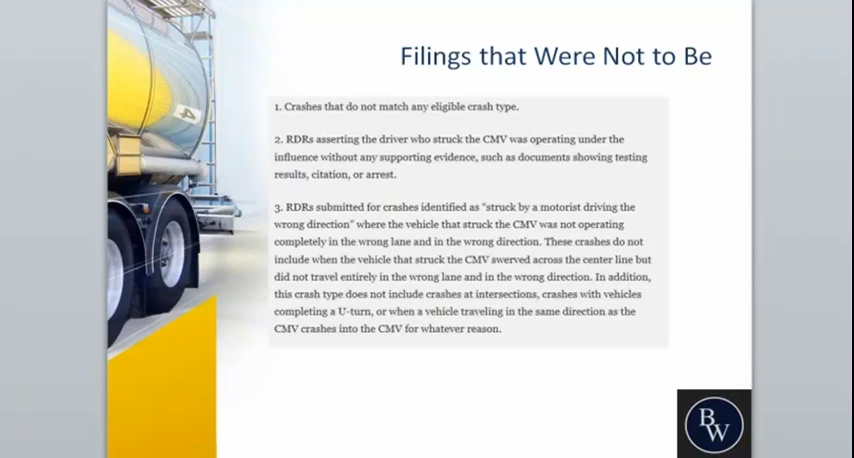 Filings that Were Not to Be
1. Crashes that do not match any eligible crash type.
2. RDRs asserting the driver who struck the CMV was operating under the
influence without any supporting evidence, such as documents showing testing
results, citation, or arrest.
3. RDRs submitted for crashes identified as “struck by a motorist driving the
wrong direction” where the vehicle that struck the CMV was not operating
completely in the wrong lane and in the wrong direction. These crashes do not
include when the vehicle that struck the CMV swerved across the center line but
did not travel entirely in the wrong lane and in the wrong direction. In addition,
this crash type does not include crashes at intersections, crashes with vehicles
completing a U-turn, or when a vehicle traveling in the same direction as the
CMV crashes into the CMV for whatever reason.
4
BW